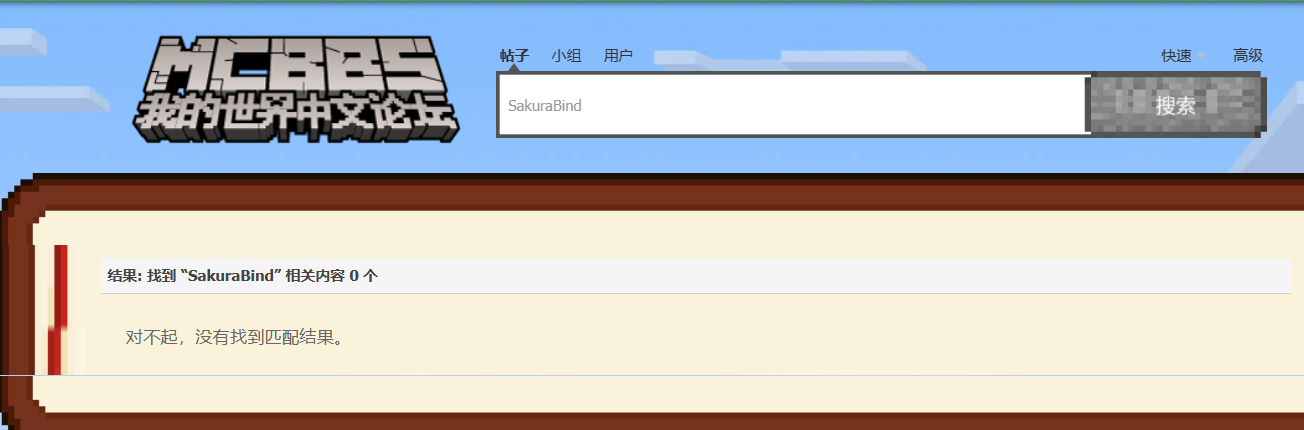 MCBBS
我的世界中文论坛
帖子 小组 用户 快速 高级
SakuraBind 搜索
结果: 找到 “SakuraBind” 相关内容 0 个
对不起，没有找到匹配结果。